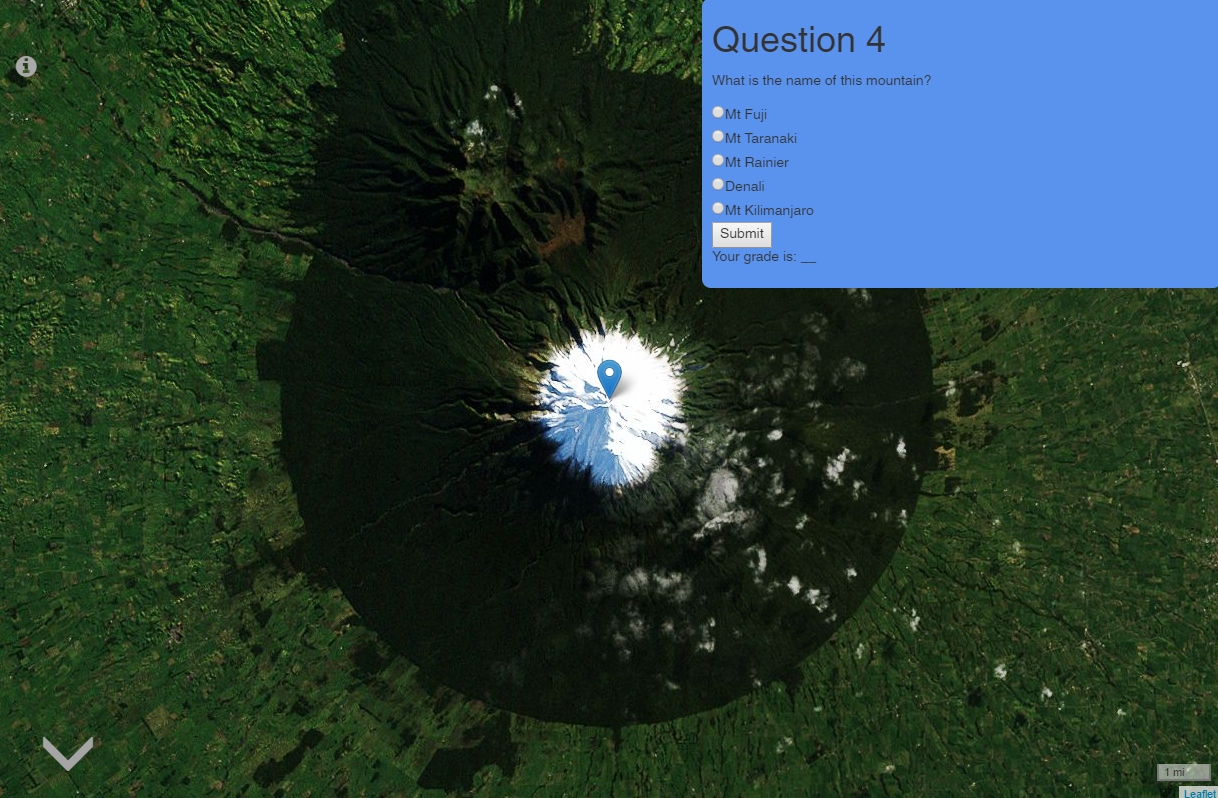 Question 4
What is the name of this mountain?
Mt Fuji
Mt Taranaki
Mt Rainier
Denali
Mt Kilimanjaro
Submit
Your grade is: __
1 mi
Leaflet